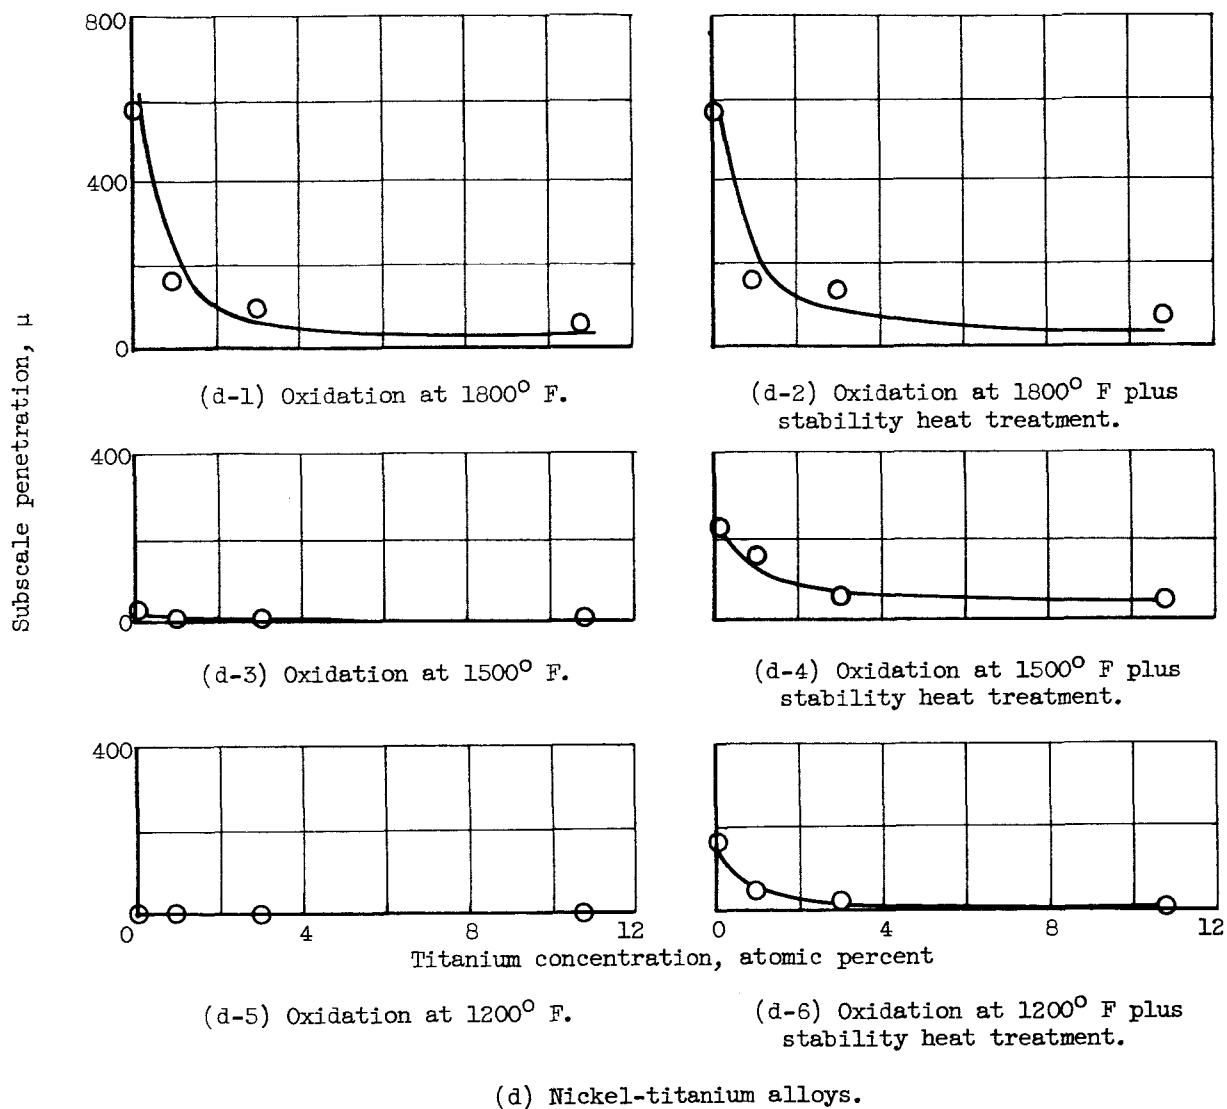 800
400
0
(d-1) Oxidation at 1800° F.
(d-2) Oxidation at 1800° F plus
stability heat treatment.
Subscale penetration, μ
400
0
(d-3) Oxidation at 1500° F.
(d-4) Oxidation at 1500° F plus
stability heat treatment.
400
0 4 8 12
0 4 8 12
Titanium concentration, atomic percent
(d-5) Oxidation at 1200° F.
(d-6) Oxidation at 1200° F plus
stability heat treatment.
(d) Nickel-titanium alloys.